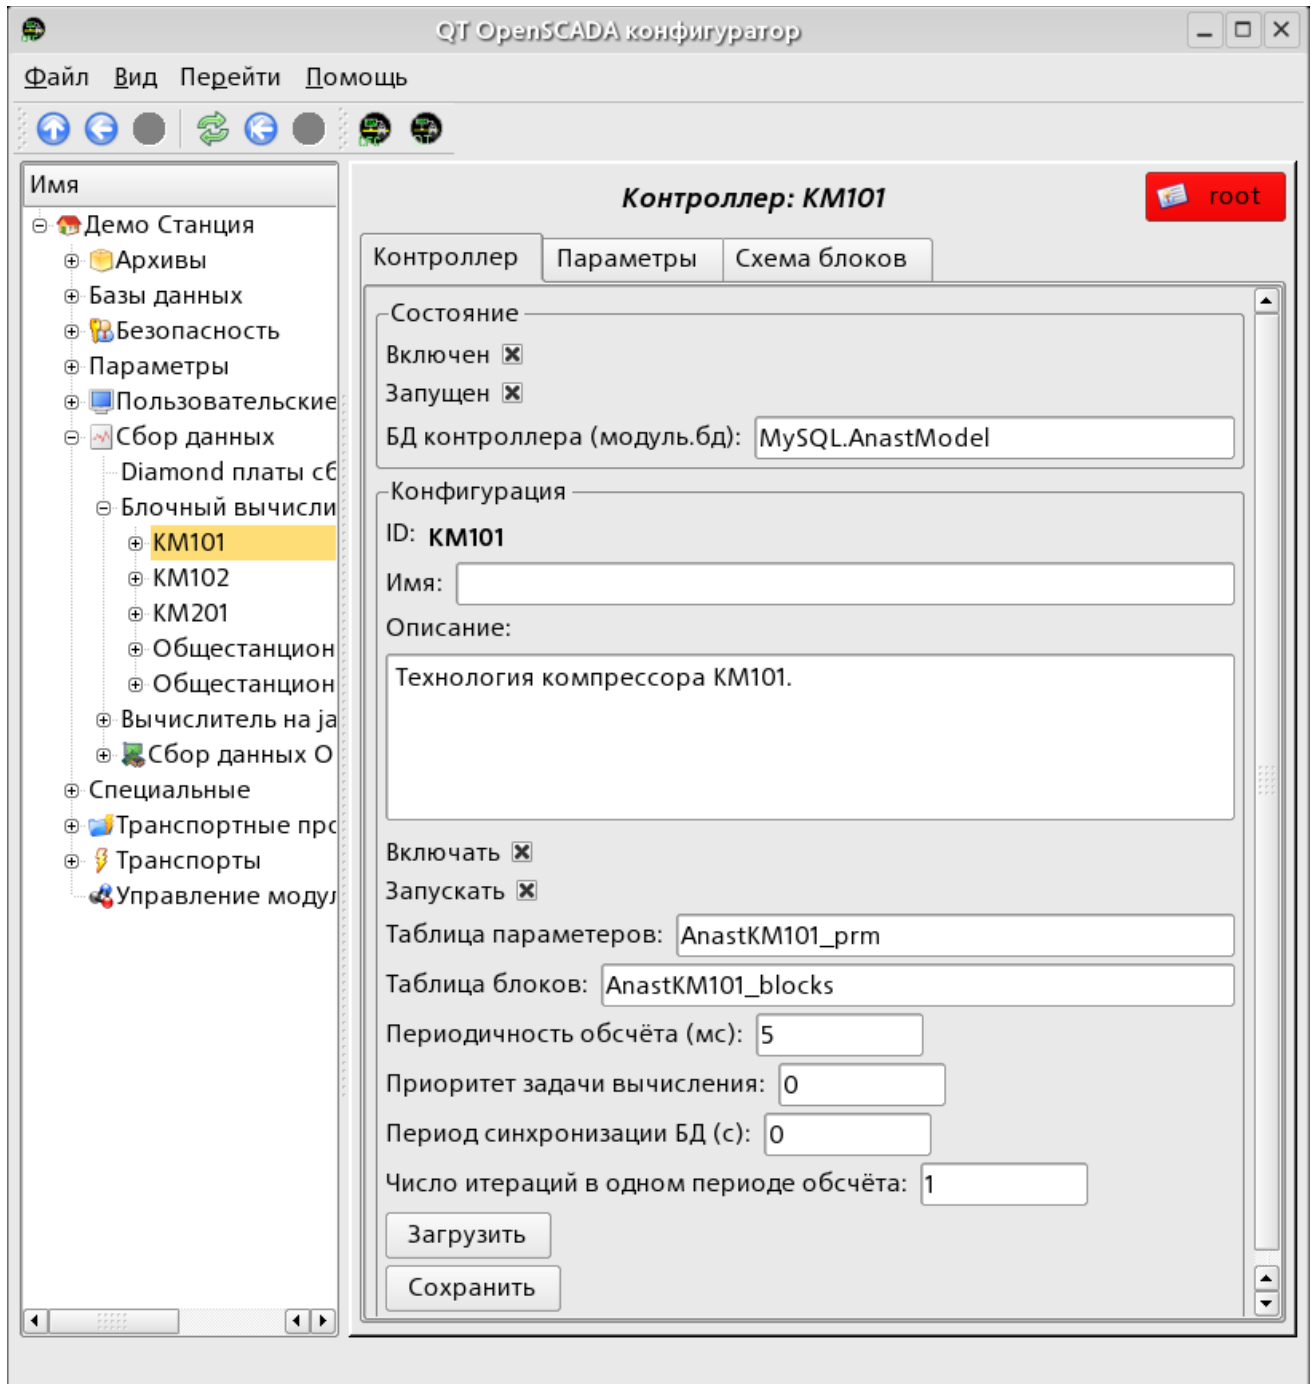 QT OpenSCADA конфигуратор
Файл Вид Перейти Помощь
Имя
Демо Станция
Архивы
Базы данных
Безопасность
Параметры
Пользовательские
Сбор данных
Diamond платы сб
Блочный вычисли
KM101
KM102
KM201
Общестанцион
Общестанцион
Вычислитель на ja
Сбор данных О
Специальные
Транспортные про
Транспорты
Управление модул
Контроллер: KM101
root
Контроллер Параметры Схема блоков
Состояние
Включен
Запущен
БД контроллера (модуль.бд): MySQL.AnastModel
Конфигурация
ID: KM101
Имя:
Описание:
Технология компрессора KM101.
Включать
Запускать
Таблица параметеров: AnastKM101_prm
Таблица блоков: AnastKM101_blocks
Периодичность обсчёта (мс): 5
Приоритет задачи вычисления: 0
Период синхронизации БД (с): 0
Число итераций в одном периоде обсчёта: 1
Загрузить
Сохранить